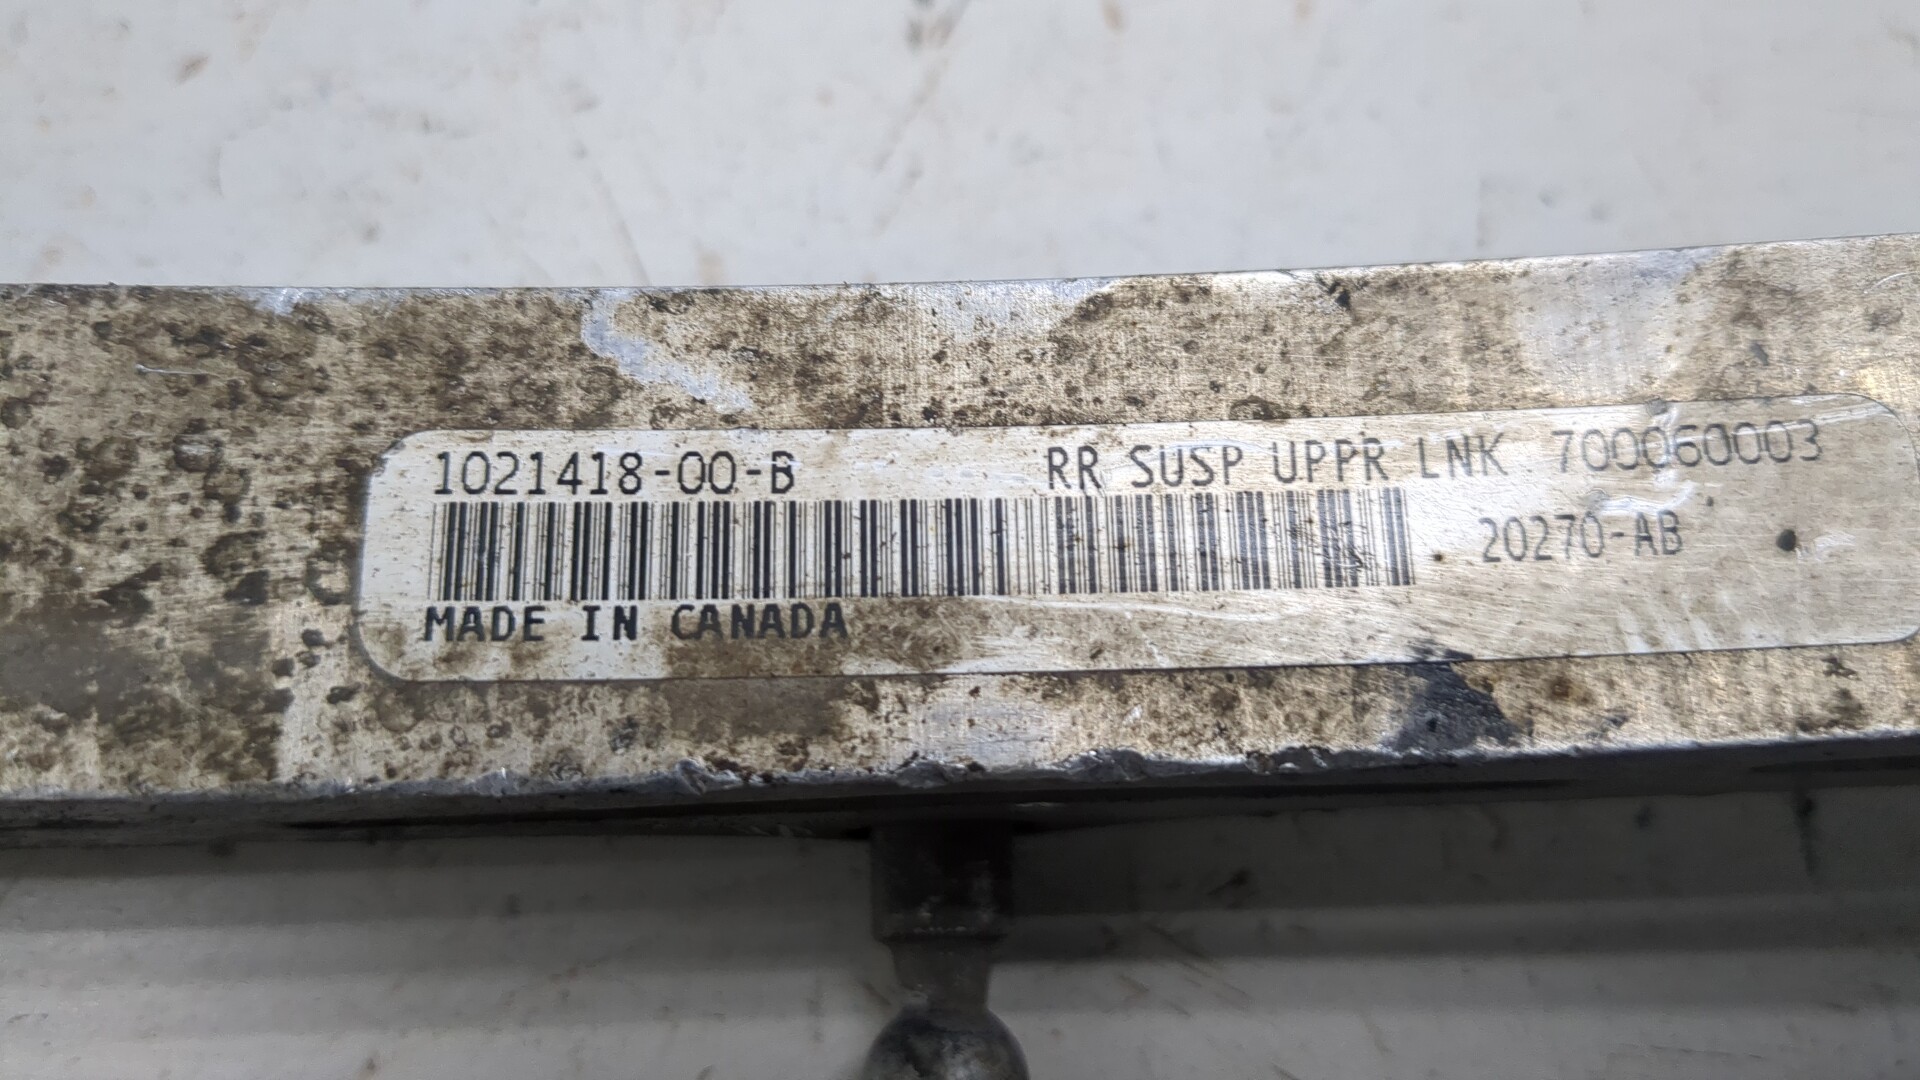 1021418-00-B RR SUSP UPPR LNK 700060003
20270-AB
MADE IN CANADA